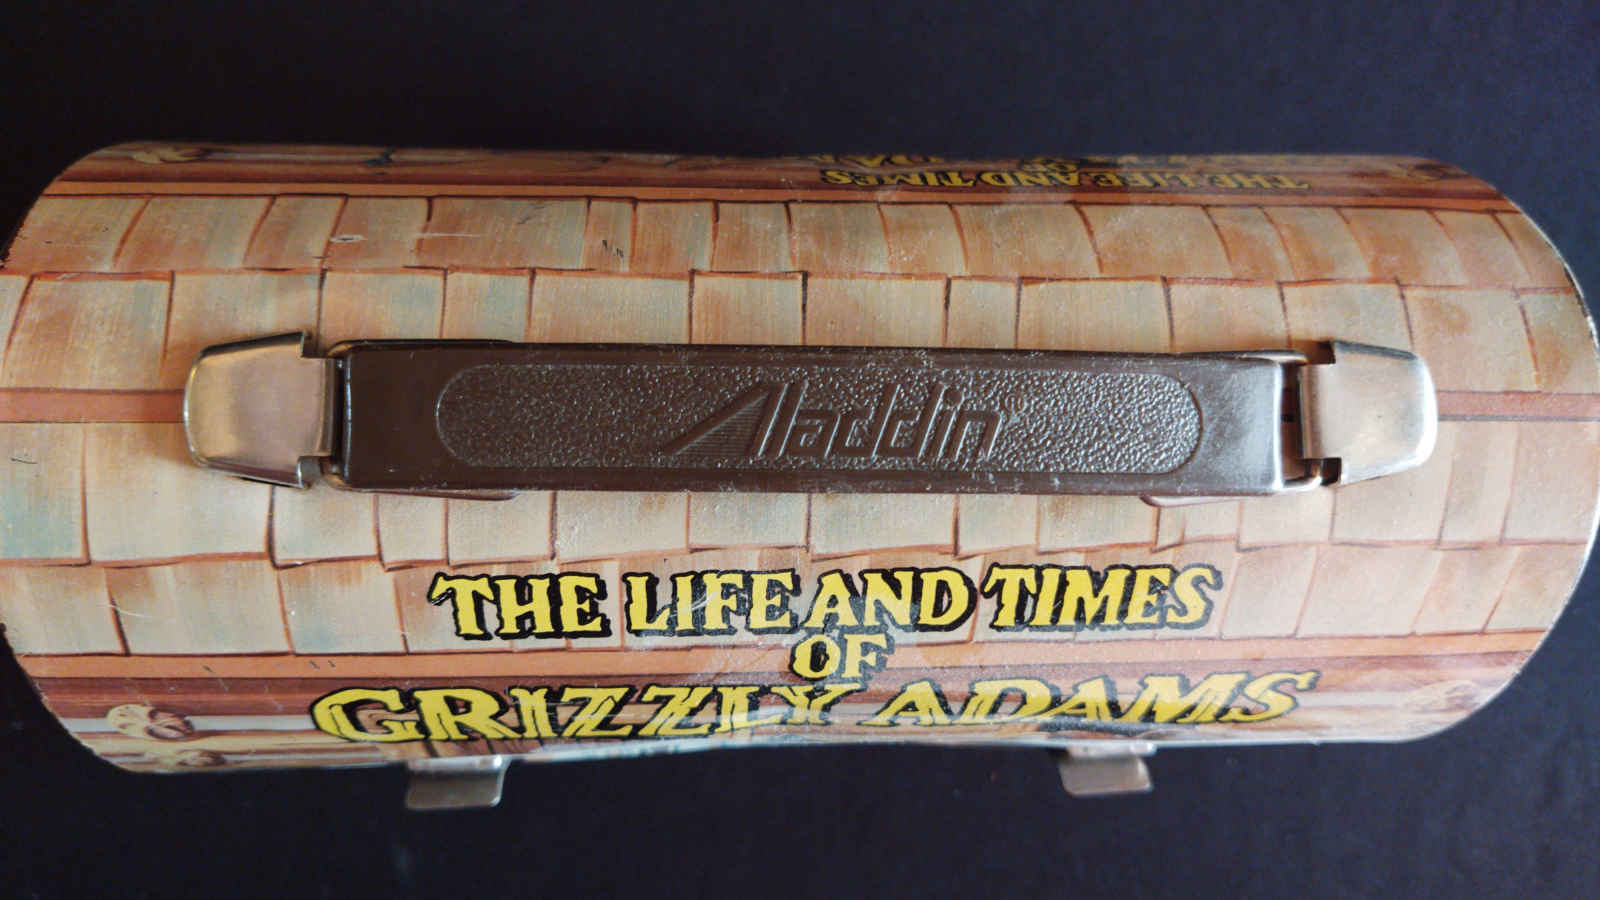 THE LIFE AND TIMES
Aladdin®
THE LIFE AND TIMES
OF
GRIZZLY ADAMS